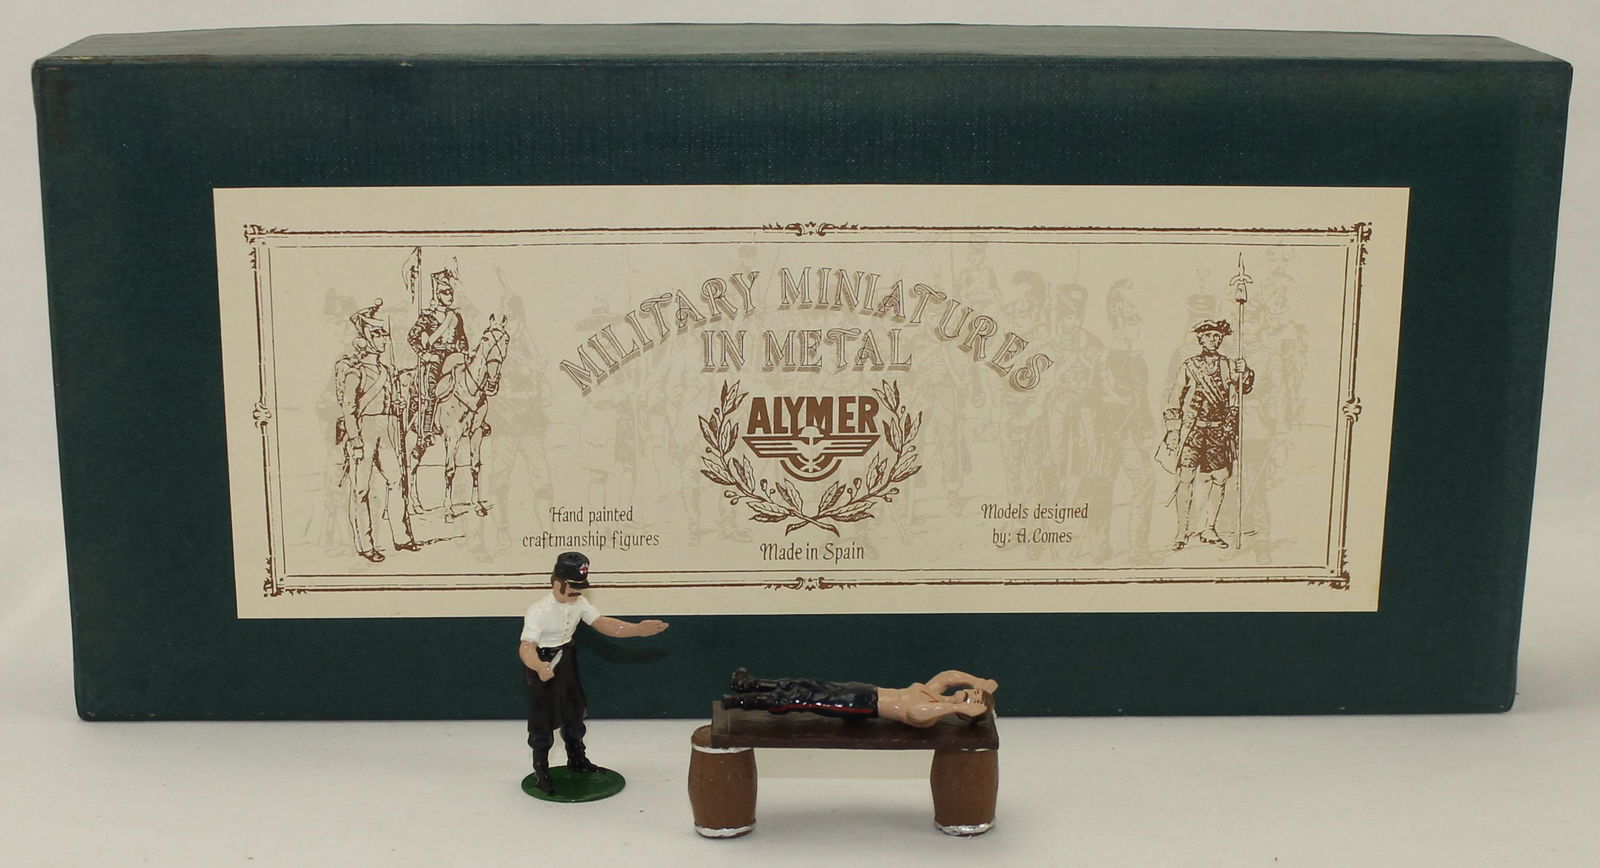 MILITARY MINIATURES
IN METAL
ALYMER
Hand painted
craftmanship figures
Made in Spain
Models designed
by: A. Comes